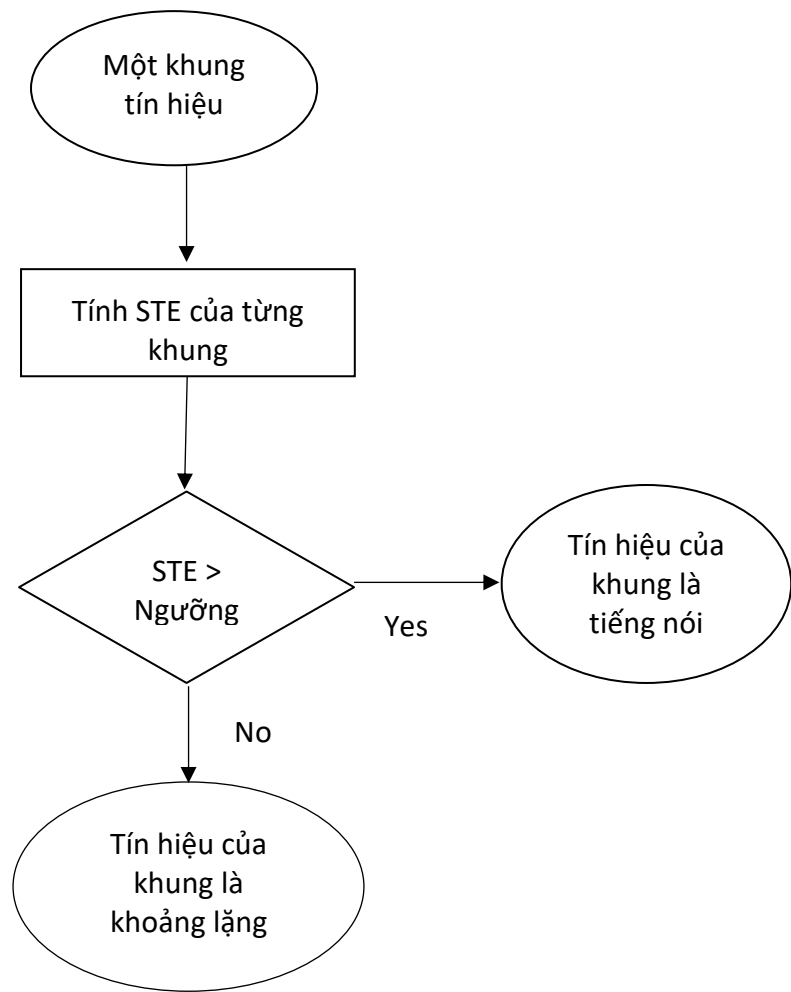 Một khung
tín hiệu
Tính STE của từng
khung
STE >
Ngưỡng
Yes
Tín hiệu của
khung là
tiếng nói
No
Tín hiệu của
khung là
khoảng lặng